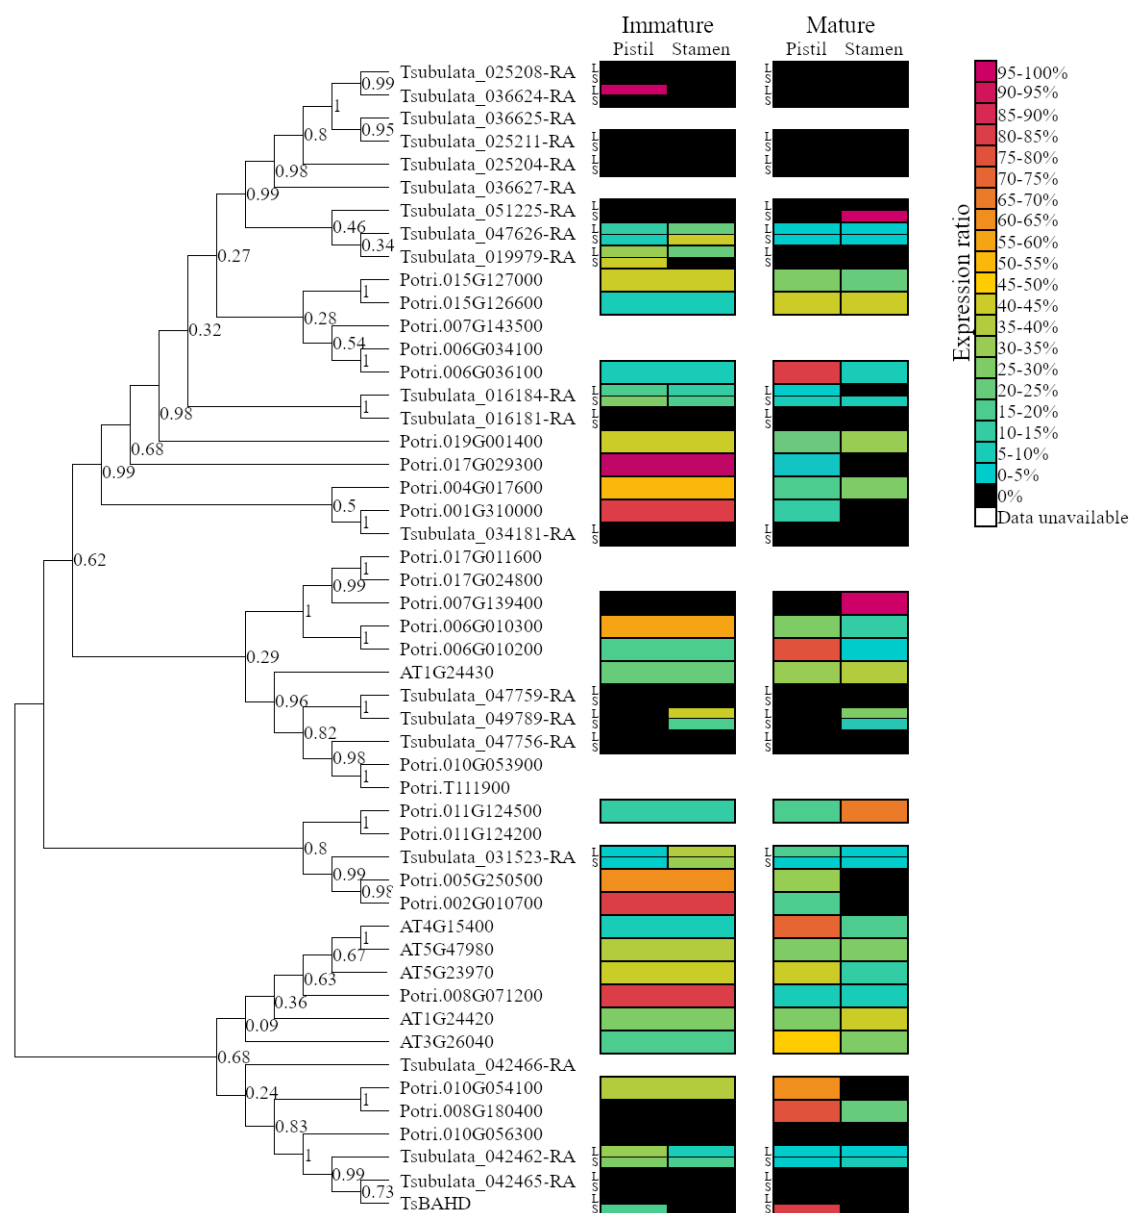 Immature Mature
Pistil Stamen Pistil Stamen
Tsubulata_025208-RA L S L S
Tsubulata_036624-RA L S L S
Tsubulata_036625-RA
Tsubulata_025211-RA L S L S
Tsubulata_025204-RA L S L S
Tsubulata_036627-RA
Tsubulata_051225-RA L S L S
Tsubulata_047626-RA L S L S
Tsubulata_019979-RA L S L S
Potri.015G127000
Potri.015G126600
Potri.007G143500
Potri.006G034100
Potri.006G036100
Tsubulata_016184-RA L S L S
Tsubulata_016181-RA L S L S
Potri.019G001400
Potri.017G029300
Potri.004G017600
Potri.001G310000
Tsubulata_034181-RA L S L S
Potri.017G011600
Potri.017G024800
Potri.007G139400
Potri.006G010300
Potri.006G010200
AT1G24430
Tsubulata_047759-RA L S L S
Tsubulata_049789-RA L S L S
Tsubulata_047756-RA L S L S
Potri.010G053900
Potri.T111900
Potri.011G124500
Potri.011G124200
Tsubulata_031523-RA L S L S
Potri.005G250500
Potri.002G010700
AT4G15400
AT5G47980
AT5G23970
Potri.008G071200
AT1G24420
AT3G26040
Tsubulata_042466-RA
Potri.010G054100
Potri.008G180400
Potri.010G056300
Tsubulata_042462-RA L S L S
Tsubulata_042465-RA L S L S
TsBAHD L S L S
0.99
1
0.95
0.8
0.98
0.99
0.46
0.34
0.27
1
0.28
0.54
1
0.32
1
0.98
0.68
0.99
0.5
1
0.62
1
0.99
1
1
0.29
0.96
1
0.82
0.98
1
1
0.8
0.99
0.98
1
0.67
0.63
0.36
0.09
0.68
0.24
1
0.83
1
0.99
0.73
Expression ratio
95-100%
90-95%
85-90%
80-85%
75-80%
70-75%
65-70%
60-65%
55-60%
50-55%
45-50%
40-45%
35-40%
30-35%
25-30%
20-25%
15-20%
10-15%
5-10%
0-5%
0%
Data unavailable